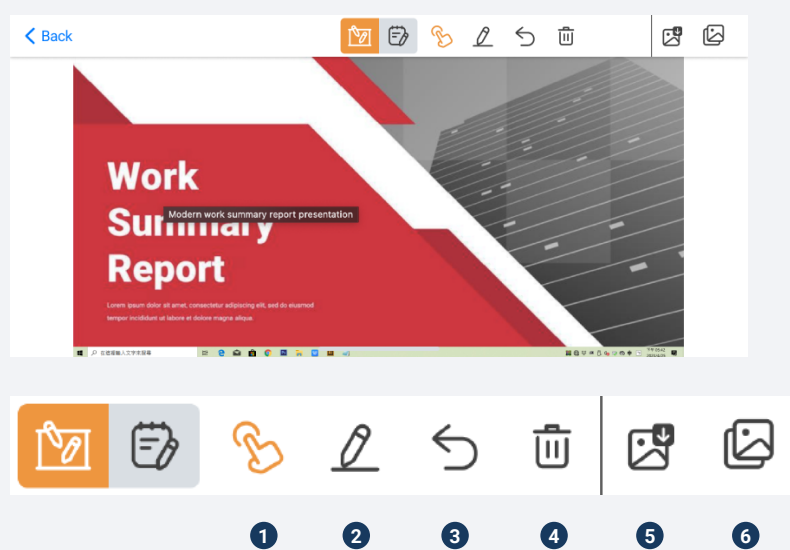 Back
Work
Summary
Modern work summary report presentation
Report
Lorem ipsum dolor sit amet, consectetur adipiscing elit, sed do eiusmod
tempor incididunt ut labore et dolore magna aliqua.
1
2
3
4
5
6